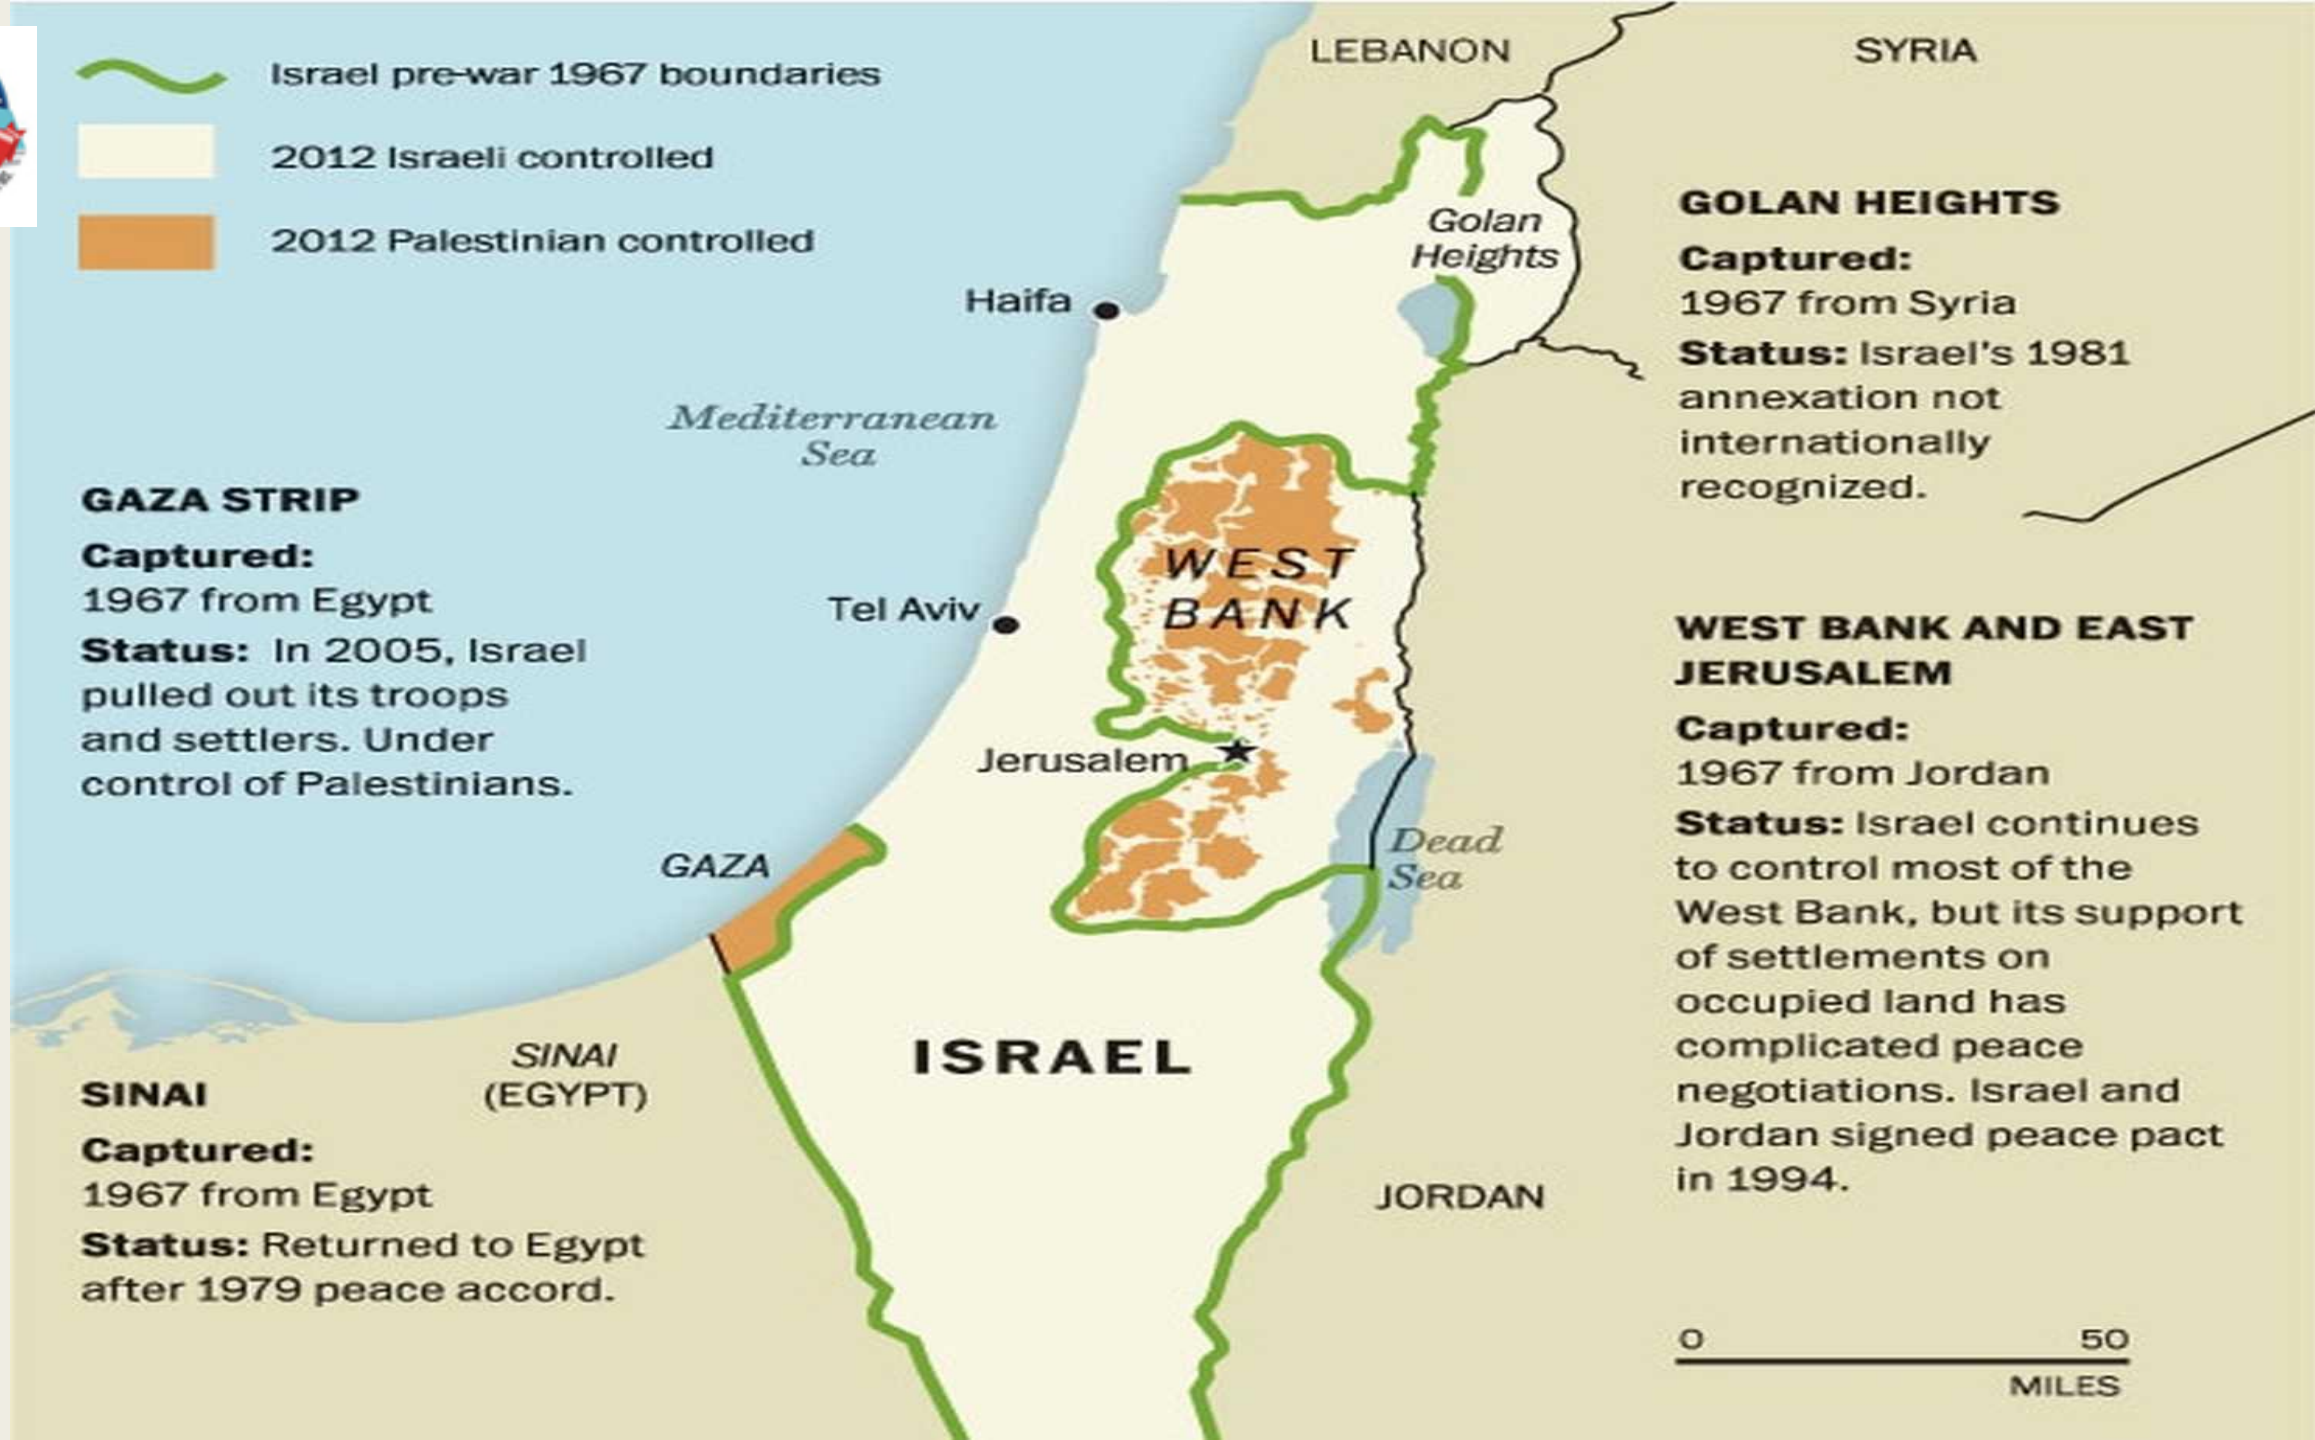 Israel pre-war 1967 boundaries
2012 Israeli controlled
2012 Palestinian controlled
LEBANON
SYRIA
Golan
Heights
Haifa
Mediterranean
Sea
WEST
BANK
Tel Aviv
Jerusalem
GAZA
Dead
Sea
ISRAEL
SINAI
(EGYPT)
JORDAN
GAZA STRIP
Captured:
1967 from Egypt
Status: In 2005, Israel
pulled out its troops
and settlers. Under
control of Palestinians.
SINAI
Captured:
1967 from Egypt
Status: Returned to Egypt
after 1979 peace accord.
GOLAN HEIGHTS
Captured:
1967 from Syria
Status: Israel's 1981
annexation not
internationally
recognized.
WEST BANK AND EAST
JERUSALEM
Captured:
1967 from Jordan
Status: Israel continues
to control most of the
West Bank, but its support
of settlements on
occupied land has
complicated peace
negotiations. Israel and
Jordan signed peace pact
in 1994.
0 50
MILES